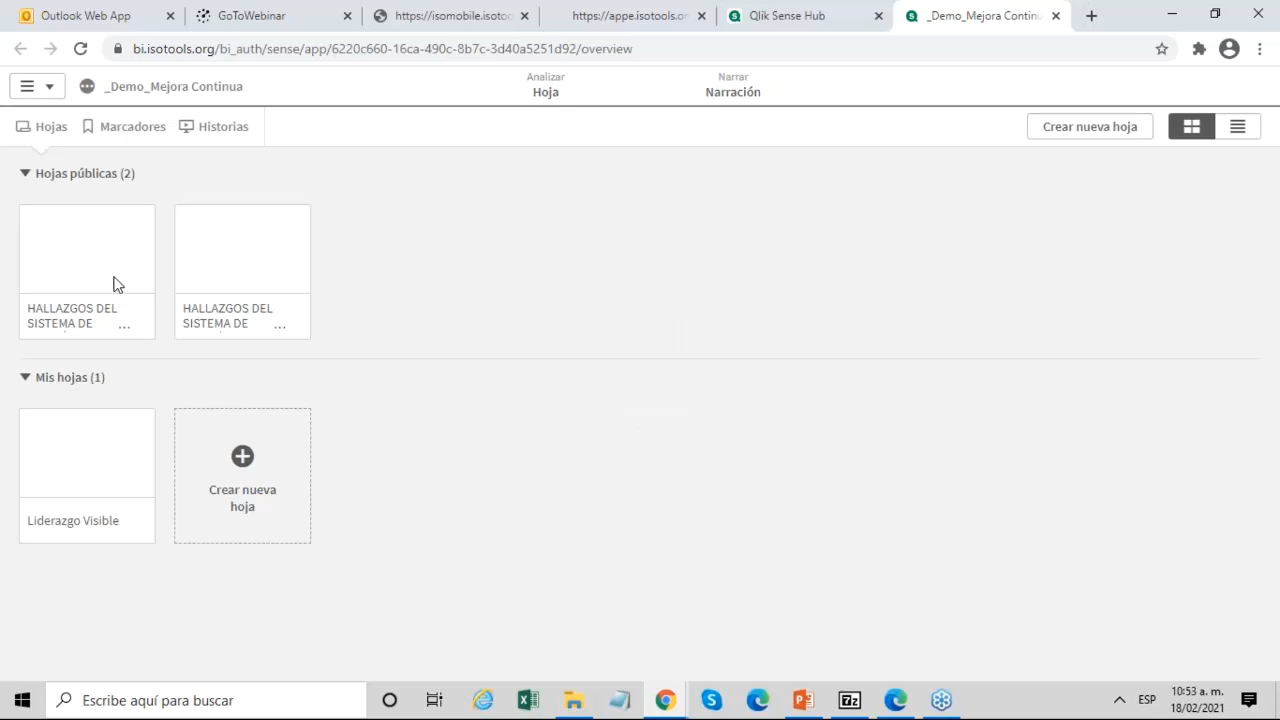 Outlook Web App
GoToWebinar
https://isomobile.isotoo
https://appe.isotools.or
Qlik Sense Hub
_Demo_Mejora Continu
bi.isotools.org/bi_auth/sense/app/6220c660-16ca-490c-8b7c-3d40a5251d92/overview
_Demo_Mejora Continua
Analizar
Hoja
Narrar
Narración
Hojas
Marcadores
Historias
Crear nueva hoja
Hojas públicas (2)
HALLAZGOS DEL
SISTEMA DE ...
HALLAZGOS DEL
SISTEMA DE ...
Mis hojas (1)
Liderazgo Visible
Crear nueva
hoja
Escribe aquí para buscar
ESP
10:53 a. m.
18/02/2021